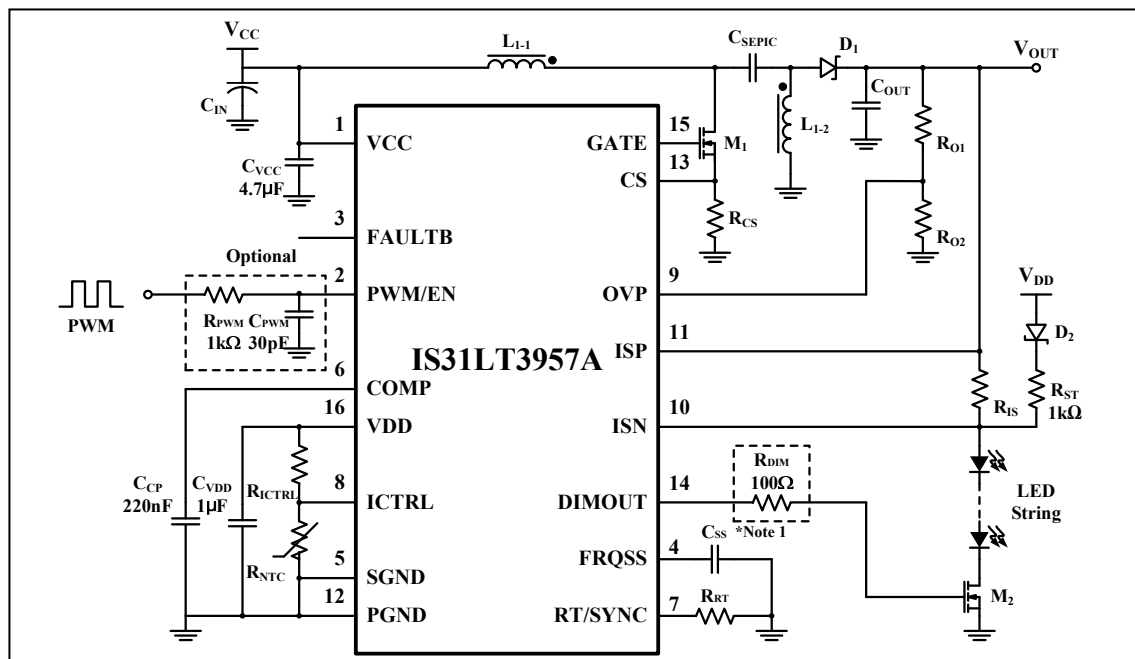 VCC
L1-1
CSEPIC
D1
VOUT
CIN
COUT
1
VCC
15
GATE
M1
L1-2
RO1
CVCC
4.7µF
13
CS
3
FAULTB
RCS
RO2
Optional
2
PWM/EN
9
OVP
VDD
PWM
RPWM
1kΩ
CPWM
30pF
11
ISP
D2
IS31LT3957A
6
COMP
10
ISN
RIS
RST
1kΩ
16
VDD
RDIM
100Ω
CCP
220nF
CVDD
1µF
RICTRL
8
ICTRL
14
DIMOUT
LED
String
*Note 1
CSS
RNTC
5
SGND
4
FRQSS
12
PGND
7
RT/SYNC
RRT
M2